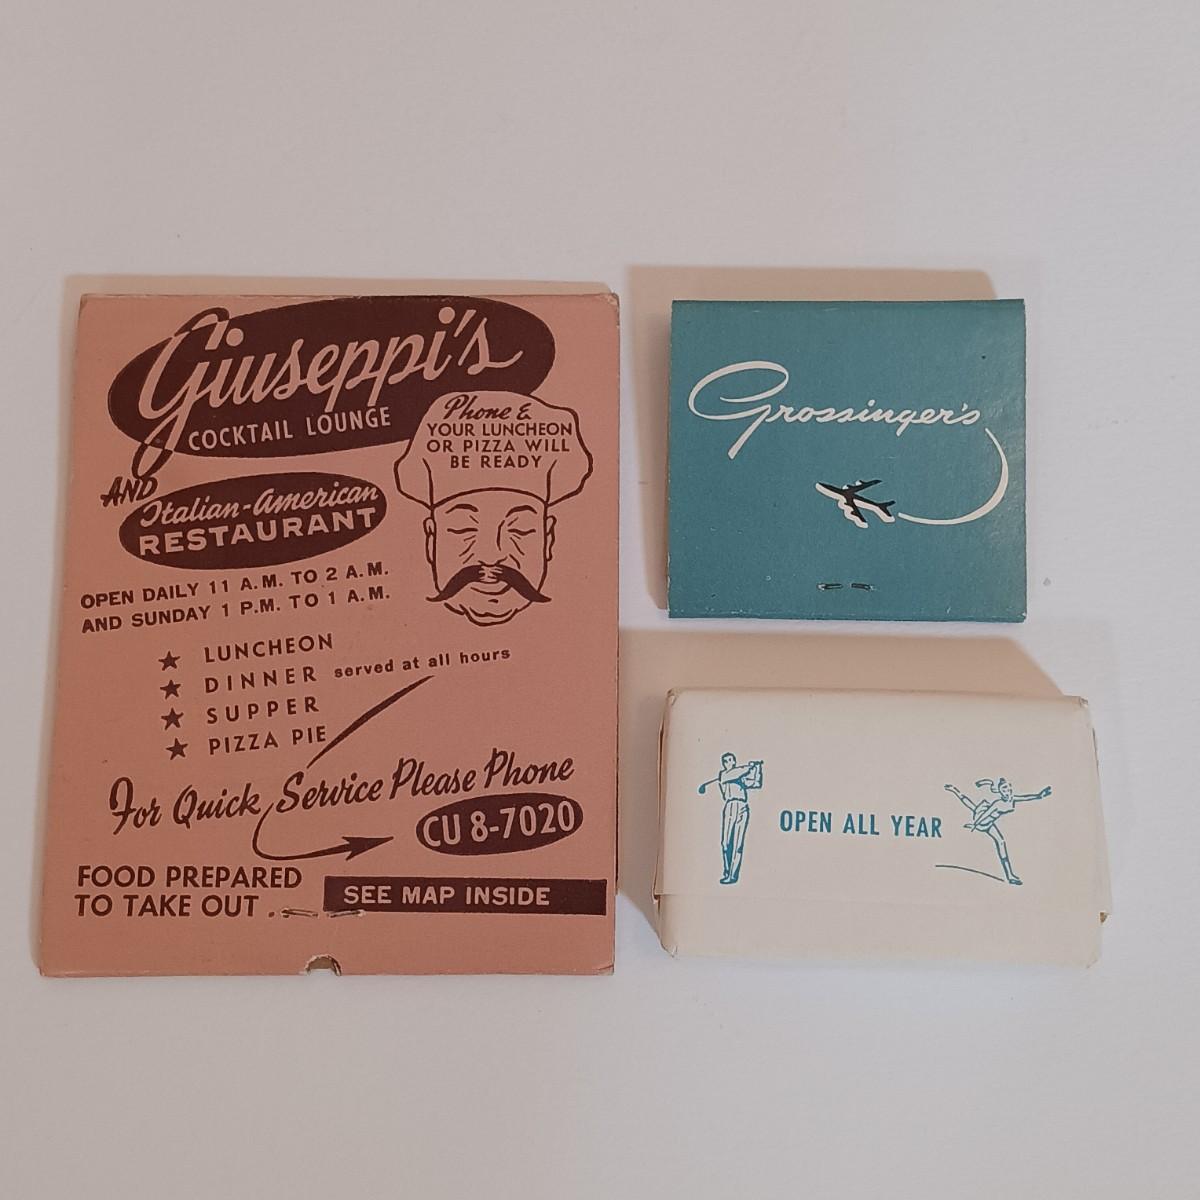 Giuseppi's
COCKTAIL LOUNGE
Phone &
YOUR LUNCHEON
OR PIZZA WILL
BE READY
AND
Italian-American
RESTAURANT
OPEN DAILY 11 A.M. TO 2 A.M.
AND SUNDAY 1 P.M. TO 1 A.M.
★ LUNCHEON
★ DINNER served at all hours
★ SUPPER
★ PIZZA PIE
For Quick Service Please Phone
CU 8-7020
FOOD PREPARED
TO TAKE OUT . .
SEE MAP INSIDE
Grossinger's
OPEN ALL YEAR